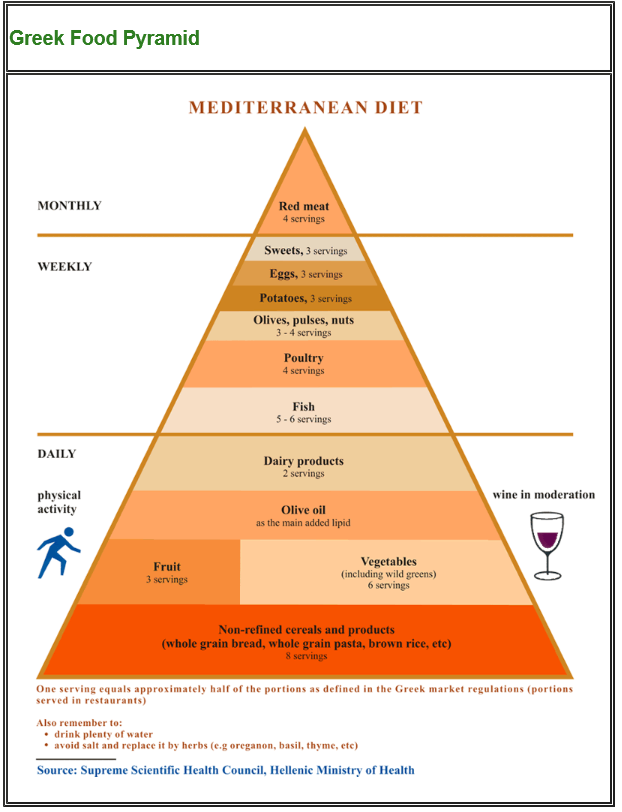 Greek Food Pyramid
MEDITERRANEAN DIET
MONTHLY
Red meat
4 servings
WEEKLY
Sweets, 3 servings
Eggs, 3 servings
Potatoes, 3 servings
Olives, pulses, nuts
3 - 4 servings
Poultry
4 servings
Fish
5 - 6 servings
DAILY
Dairy products
2 servings
physical
activity
wine in moderation
Olive oil
as the main added lipid
Fruit
3 servings
Vegetables
(including wild greens)
6 servings
Non-refined cereals and products
(whole grain bread, whole grain pasta, brown rice, etc)
8 servings
One serving equals approximately half of the portions as defined in the Greek market regulations (portions
served in restaurants)
Also remember to:
• drink plenty of water
• avoid salt and replace it by herbs (e.g oreganon, basil, thyme, etc)
Source: Supreme Scientific Health Council, Hellenic Ministry of Health